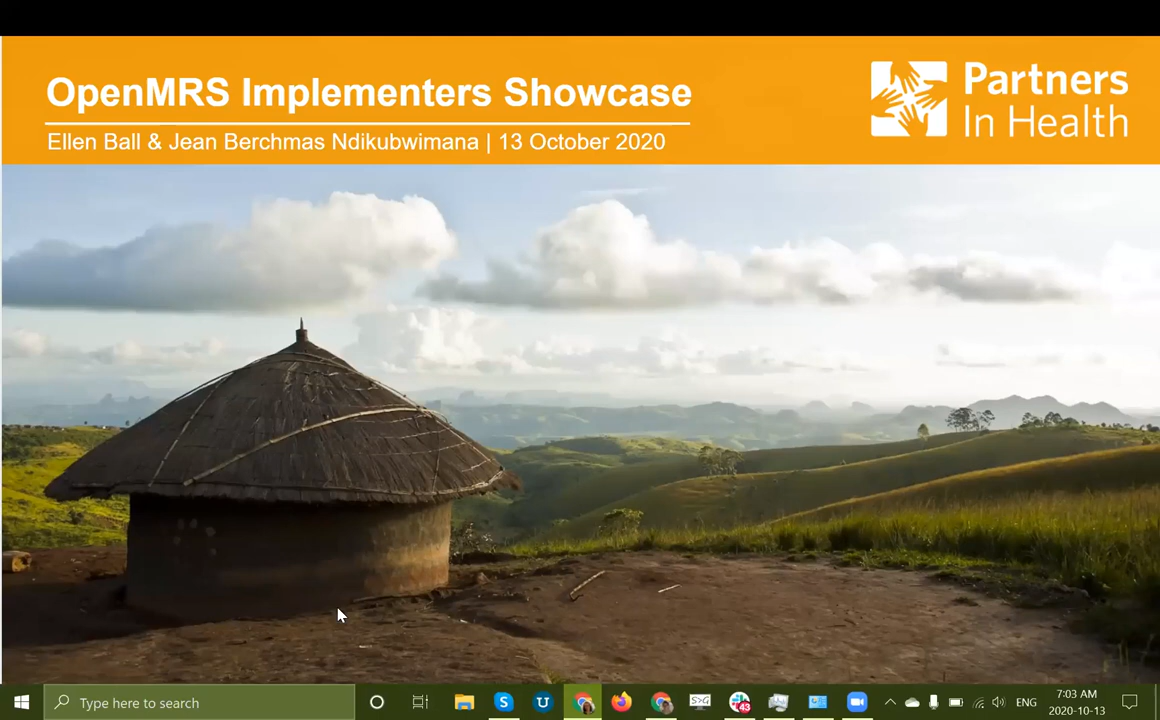 OpenMRS Implementers Showcase
Ellen Ball & Jean Berchmas Ndikubwimana | 13 October 2020
Partners
In Health
Type here to search
S
U
43
ENG
7:03 AM
2020-10-13